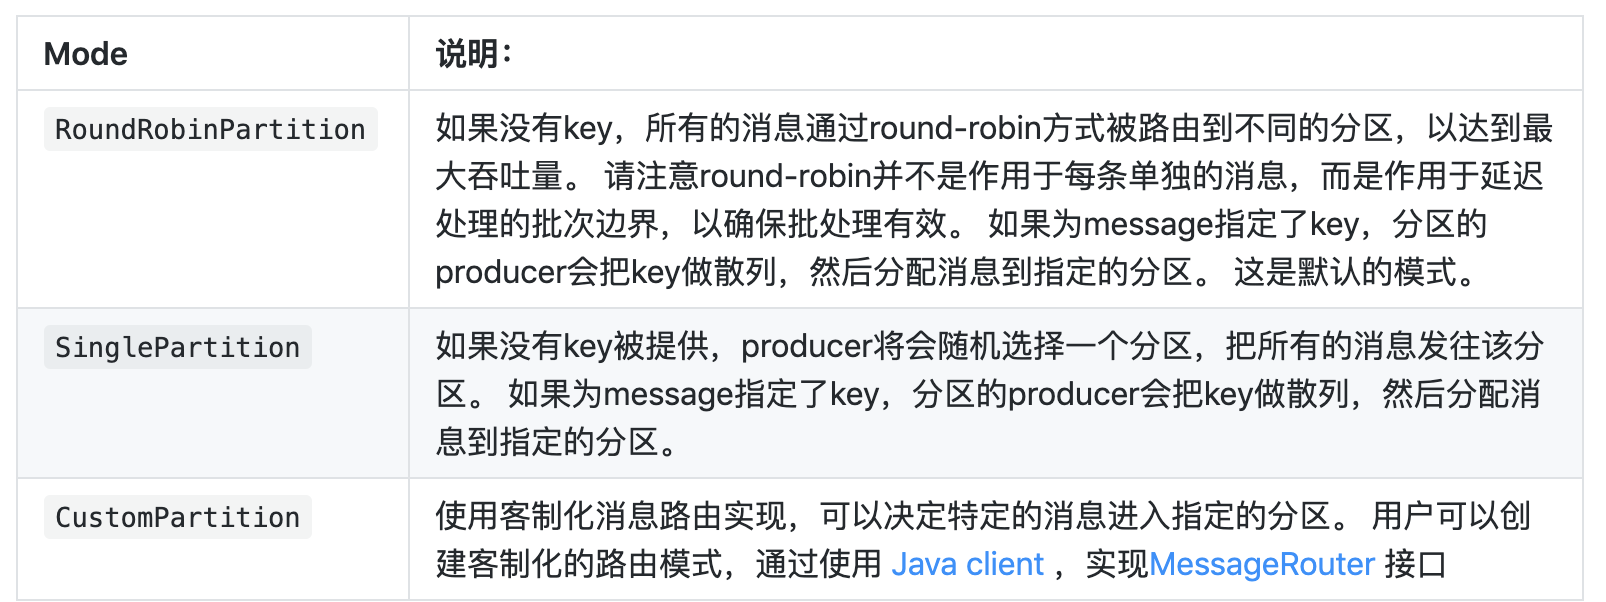 Mode
说明：
RoundRobinPartition
如果没有key，所有的消息通过round-robin方式被路由到不同的分区，以达到最
大吞吐量。 请注意round-robin并不是作用于每条单独的消息，而是作用于延迟
处理的批次边界，以确保批处理有效。 如果为message指定了key，分区的
producer会把key做散列，然后分配消息到指定的分区。 这是默认的模式。
SinglePartition
如果没有key被提供，producer将会随机选择一个分区，把所有的消息发往该分
区。 如果为message指定了key，分区的producer会把key做散列，然后分配消
息到指定的分区。
CustomPartition
使用客制化消息路由实现，可以决定特定的消息进入指定的分区。 用户可以创
建客制化的路由模式，通过使用 Java client ，实现MessageRouter 接口